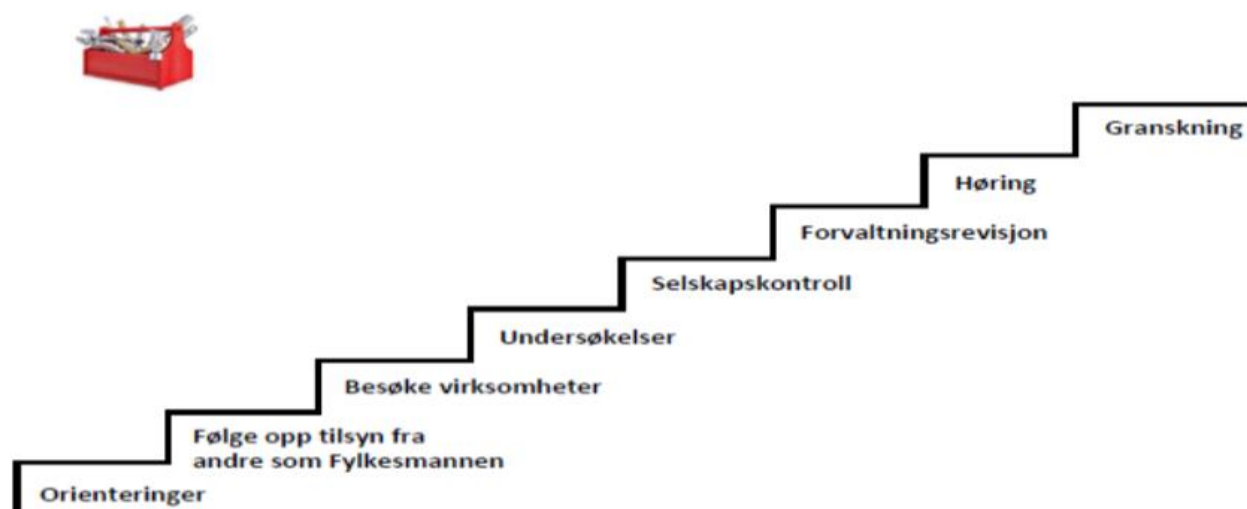 Granskning
Høring
Forvaltningsrevisjon
Selskapskontroll
Undersøkelser
Besøke virksomheter
Følge opp tilsyn fra
andre som Fylkesmannen
Orienteringer